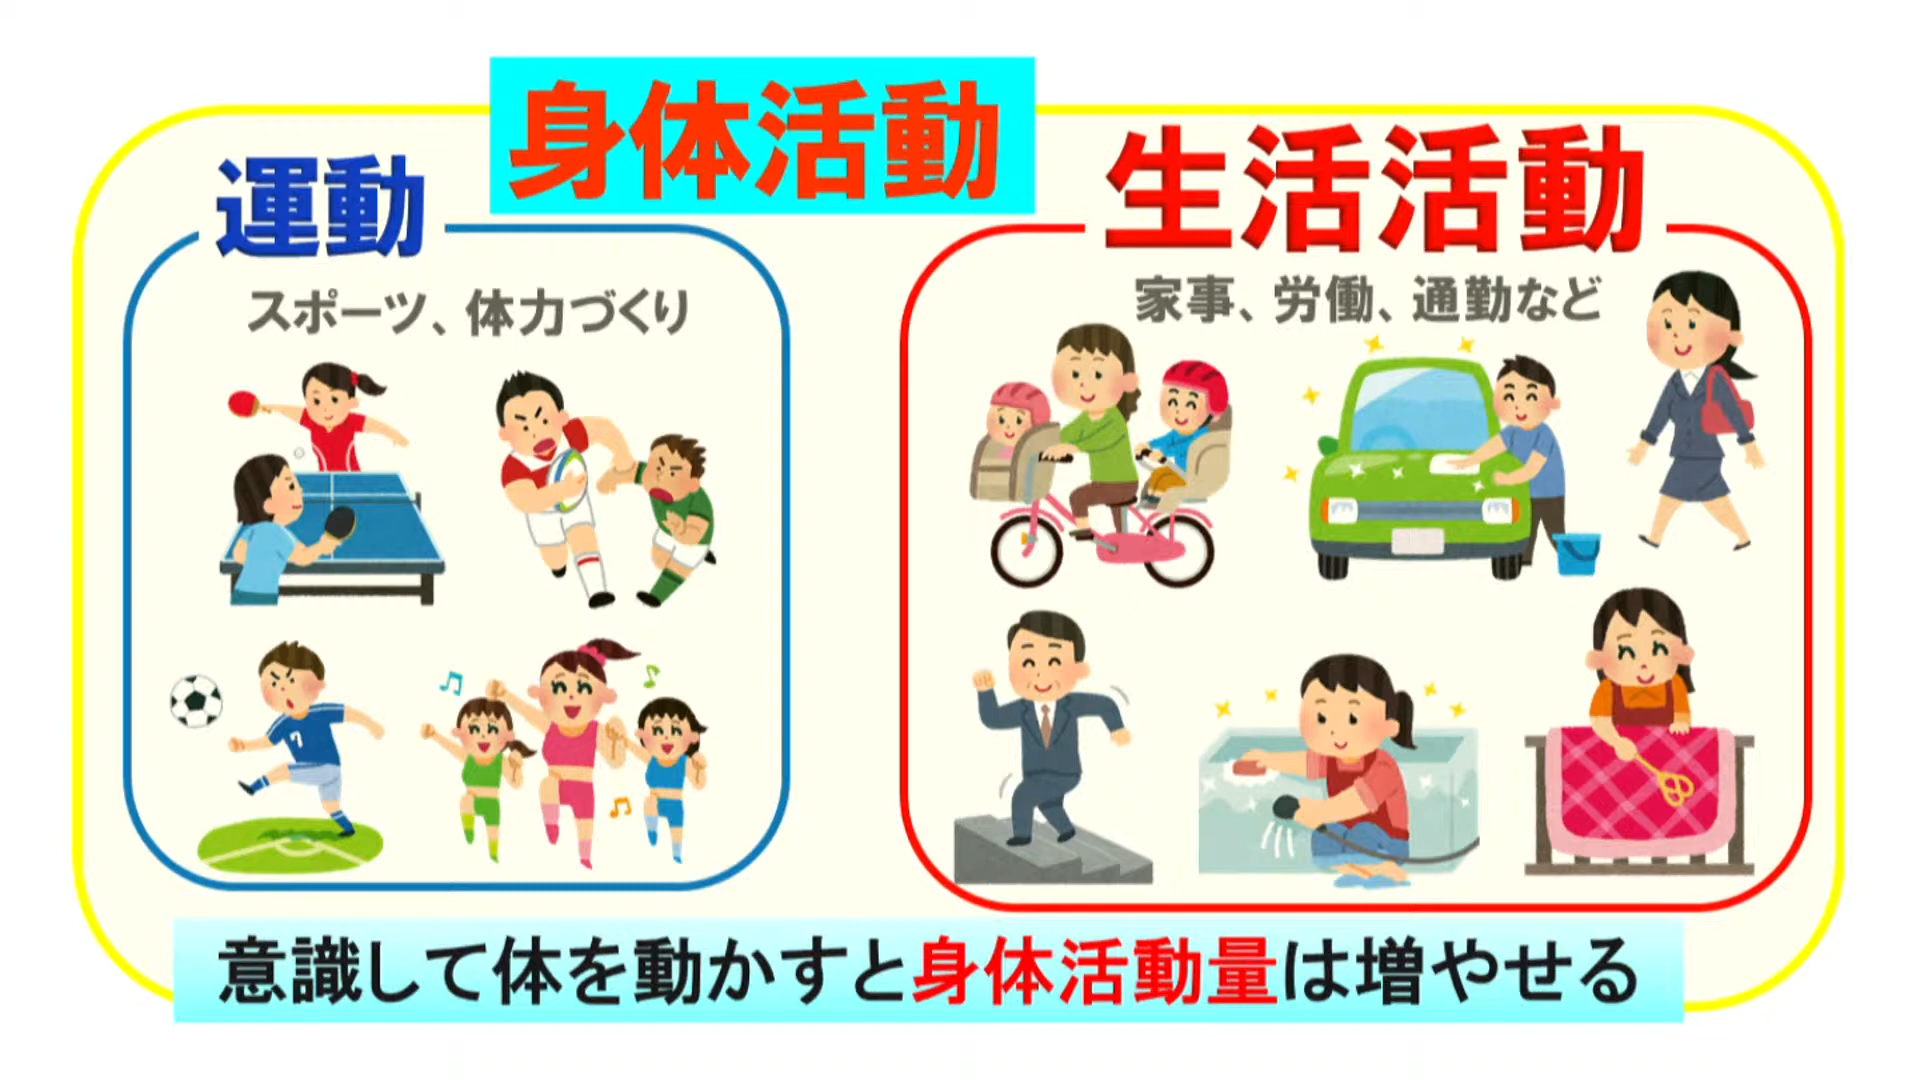 身体活動
運動
スポーツ、体力づくり
7
生活活動
家事、労働、通勤など
意識して体を動かすと身体活動量は増やせる